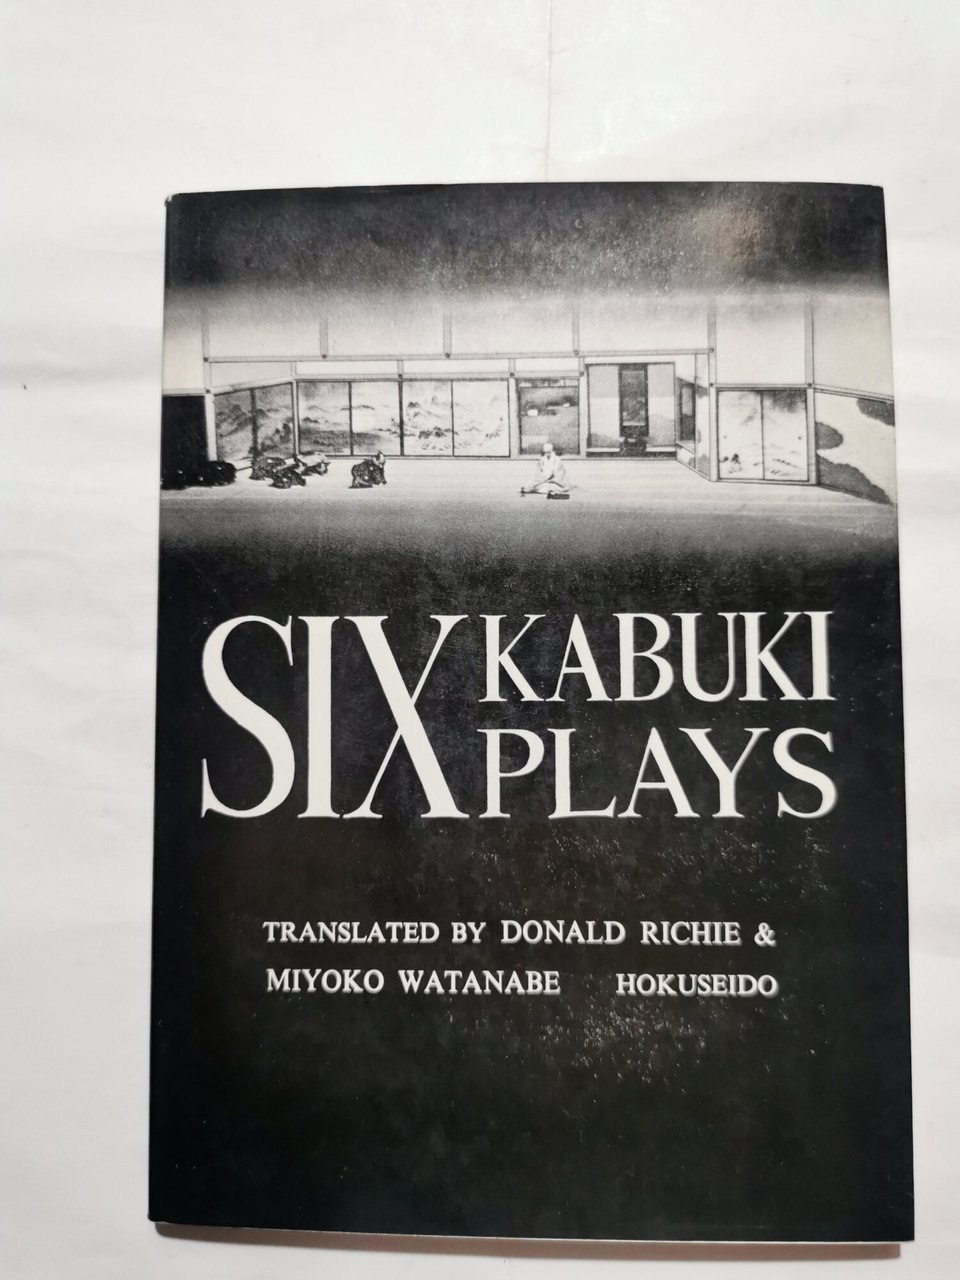 SIX KABUKI
PLAYS
TRANSLATED BY DONALD RICHIE &
MIYOKO WATANABE HOKUSEIDO